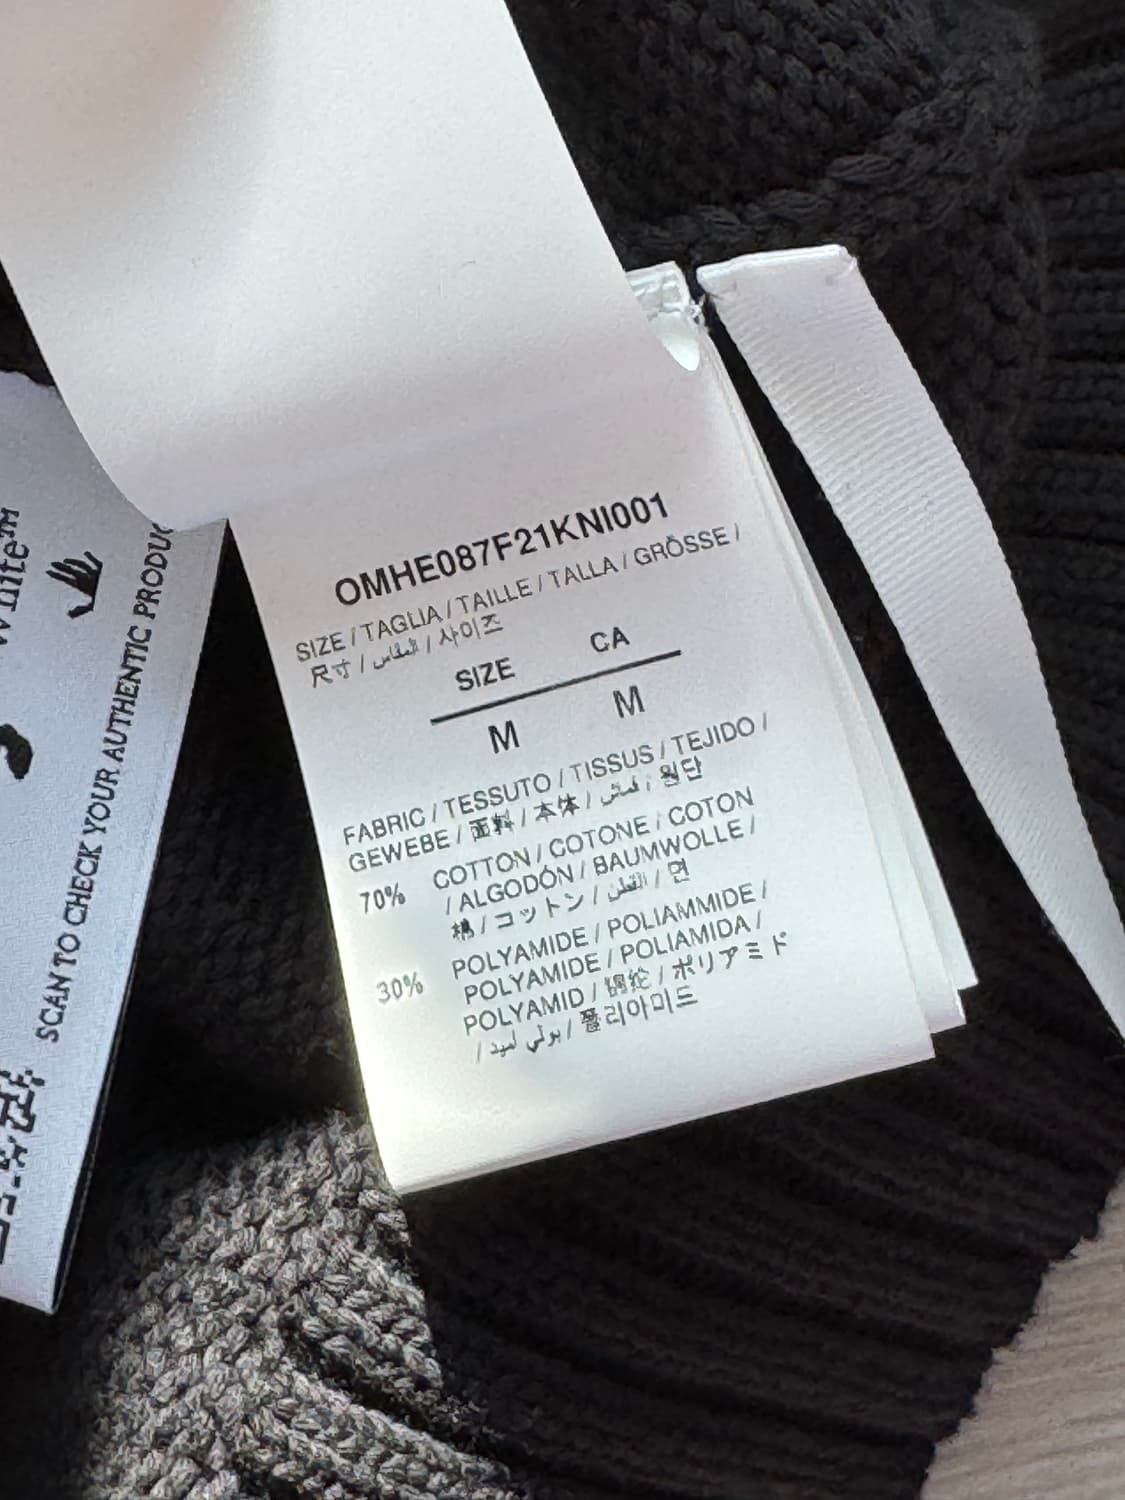 OMHE087F21KNI001
SIZE / TAGLIA / TAILLE / TALLA / GRÖSSE /
尺寸 / المقاس / 사이즈
SIZE CA
M M
FABRIC / TESSUTO / TISSUS / TEJIDO /
GEWEBE / 面料 / 本体 / قماش / 원단
70% COTTON / COTONE / COTON
/ ALGODÓN / BAUMWOLLE /
棉 / コットン / القطن / 면
30% POLYAMIDE / POLIAMMIDE /
POLYAMIDE / POLIAMIDA /
POLYAMID / 锦纶 / ポリアミド
/ بولي أميد / 폴리아미드
SCAN TO CHECK YOUR AUTHENTIC PRODUC